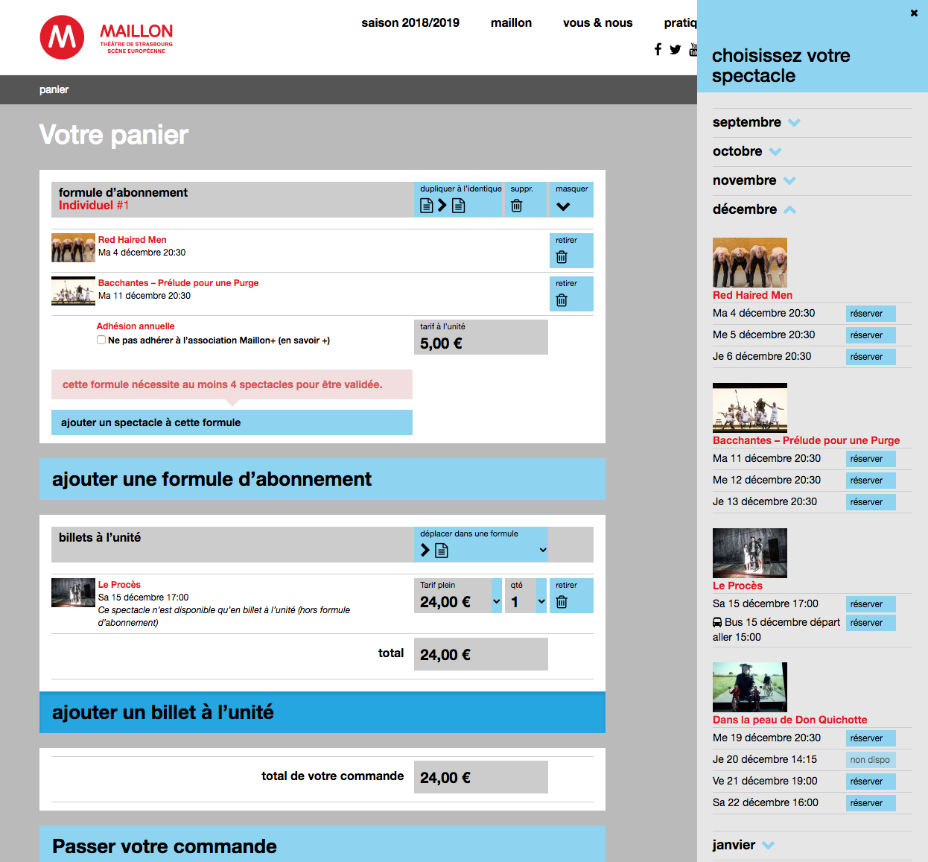 MAILLON
THÉÂTRE DE STRASBOURG
SCÈNE EUROPÉENNE
saison 2018/2019
maillon
vous & nous
pratiq
panier
Votre panier
formule d'abonnement
Individuel #1
dupliquer à l'identique
suppr.
masquer
Red Haired Men
Ma 4 décembre 20:30
retirer
Bacchantes – Prélude pour une Purge
Ma 11 décembre 20:30
retirer
Adhésion annuelle
Ne pas adhérer à l'association Maillon+ (en savoir +)
tarif à l'unité
5,00 €
cette formule nécessite au moins 4 spectacles pour être validée.
ajouter un spectacle à cette formule
ajouter une formule d'abonnement
billets à l'unité
déplacer dans une formule
Le Procès
Sa 15 décembre 17:00
Ce spectacle n'est disponible qu'en billet à l'unité (hors formule
d'abonnement)
Tarif plein
24,00 €
qté
1
retirer
total
24,00 €
ajouter un billet à l'unité
total de votre commande
24,00 €
Passer votre commande
choisissez votre
spectacle
septembre
octobre
novembre
décembre
Red Haired Men
Ma 4 décembre 20:30 réserver
Me 5 décembre 20:30 réserver
Je 6 décembre 20:30 réserver
Bacchantes – Prélude pour une Purge
Ma 11 décembre 20:30 réserver
Me 12 décembre 20:30 réserver
Je 13 décembre 20:30 réserver
Le Procès
Sa 15 décembre 17:00 réserver
Bus 15 décembre départ réserver
aller 15:00
Dans la peau de Don Quichotte
Me 19 décembre 20:30 réserver
Je 20 décembre 14:15 non dispo
Ve 21 décembre 19:00 réserver
Sa 22 décembre 16:00 réserver
janvier